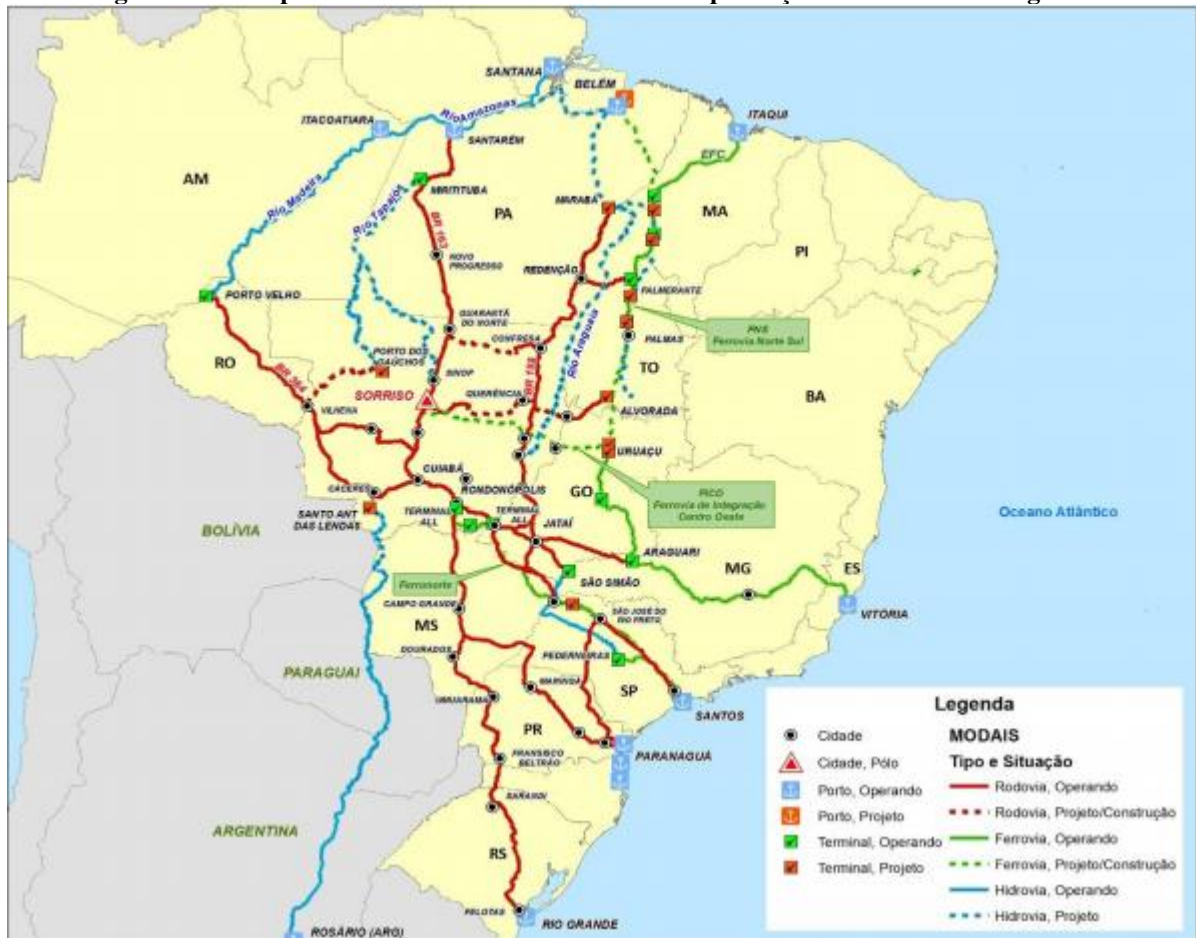 SANTANA
BELÉM
ITACOATIARA
Rio Amazonas
SANTARÉM
ITAQUI
EFC
AM
Rio Madeira
Rio Tapajós
MIRITITUBA
PA
MARABÁ
MA
BR 163
PI
NOVO
PROGRESSO
REDENÇÃO
PORTO VELHO
PALMERANTE
GUARANTÃ
DO NORTE
FNS
Ferrovia Norte Sul
CONFRESA
PALMAS
Rio Araguaia
RO
PORTO DOS
GAÚCHOS
SINOP
TO
BR 364
BR 158
SORRISO
QUERÊNCIA
BA
VILHENA
ALVORADA
URUAÇU
CUIABÁ
CÁCERES
RONDONÓPOLIS
GO
FICO
Ferrovia de Integração
Centro Oeste
SANTO ANT
DAS LENDAS
TERMINAL
ALL
TERMINAL
ALL
JATAÍ
Oceano Atlântico
BOLÍVIA
ARAGUARI
MG
ES
Ferronorte
SÃO SIMÃO
VITÓRIA
CAMPO GRANDE
SÃO JOSÉ DO
RIO PRETO
MS
DOURADOS
PEDERNEIRAS
PARAGUAI
MARINGÁ
SP
UMUARAMA
SANTOS
PR
PARANAGUÁ
FRANSISCO
BELTRÃO
SARANDI
ARGENTINA
RS
PELOTAS
RIO GRANDE
ROSÁRIO (ARG)
Legenda
Cidade
Cidade, Pólo
Porto, Operando
Porto, Projeto
Terminal, Operando
Terminal, Projeto
MODAIS
Tipo e Situação
Rodovia, Operando
Rodovia, Projeto/Construção
Ferrovia, Operando
Ferrovia, Projeto/Construção
Hidrovia, Operando
Hidrovia, Projeto